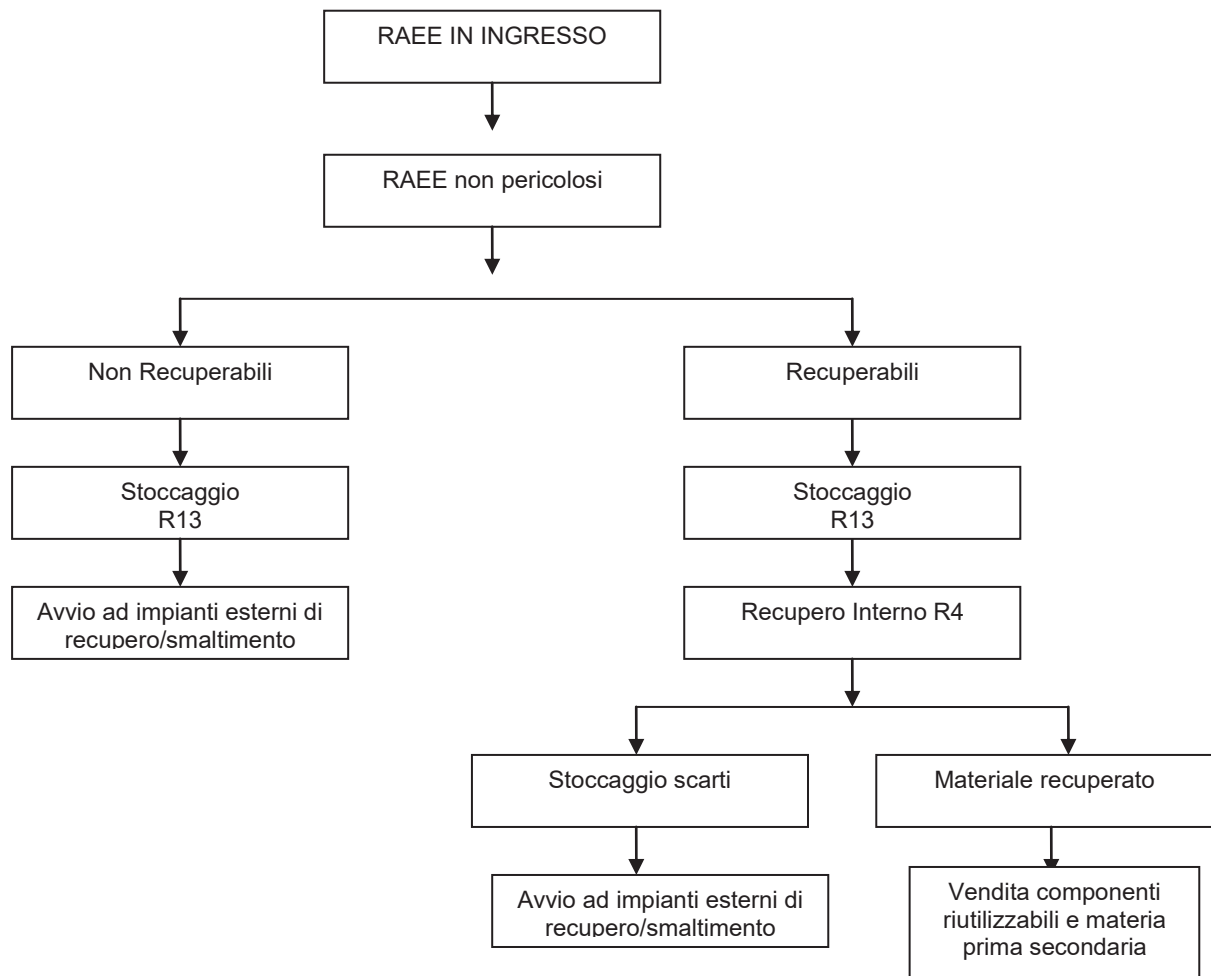 RAEE IN INGRESSO
RAEE non pericolosi
Non Recuperabili
Recuperabili
Stoccaggio
R13
Stoccaggio
R13
Avvio ad impianti esterni di
recupero/smaltimento
Recupero Interno R4
Stoccaggio scarti
Materiale recuperato
Avvio ad impianti esterni di
recupero/smaltimento
Vendita componenti
riutilizzabili e materia
prima secondaria